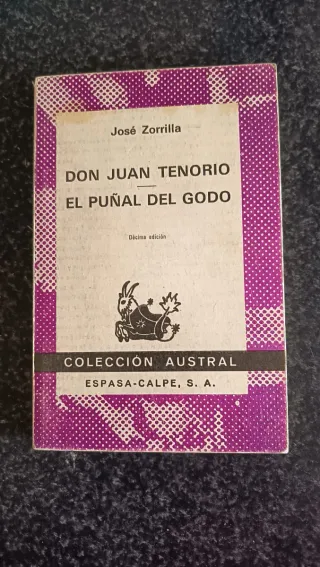 José Zorrilla
DON JUAN TENORIO
EL PUÑAL DEL GODO
Décima edición
COLECCIÓN AUSTRAL
ESPASA-CALPE, S. A.